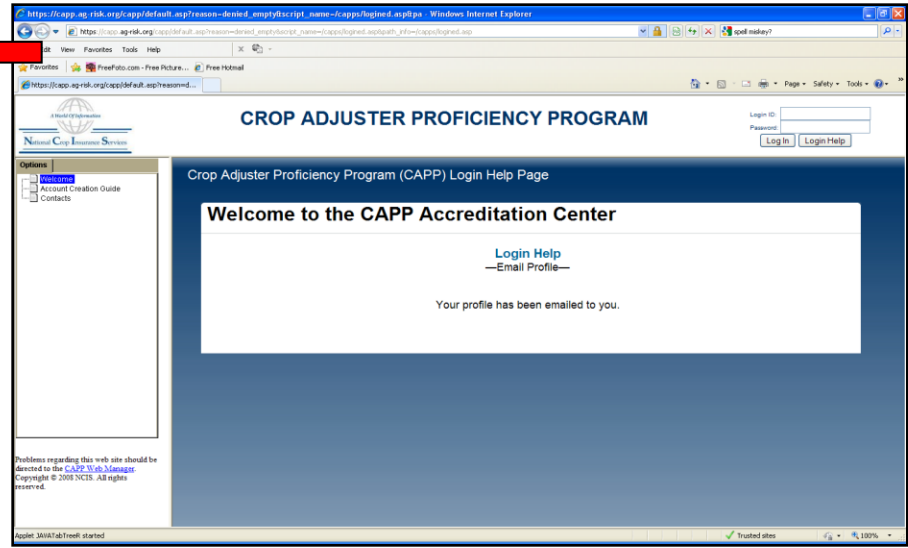 https://capp.ag-risk.org/capp/default.asp?reason=denied_empty&script_name=/capps/logined.asp&pa - Windows Internet Explorer
https://capp.ag-risk.org/capp/default.asp?reason=denied_empty&script_name=/capps/logined.asp&path_info=/capps/logined.asp
spell miskey?
View Favorites Tools Help
Favorites FreeFoto.com - Free Picture... Free Hotmail
https://capp.ag-risk.org/capp/default.asp?reason=d...
Page Safety Tools
A World Of Information
National Crop Insurance Services
CROP ADJUSTER PROFICIENCY PROGRAM
Login ID:
Password:
Log In Login Help
Options
Welcome
Account Creation Guide
Contacts
Crop Adjuster Proficiency Program (CAPP) Login Help Page
Welcome to the CAPP Accreditation Center
Login Help
—Email Profile—
Your profile has been emailed to you.
Problems regarding this web site should be
directed to the CAPP Web Manager.
Copyright © 2008 NCIS. All rights
reserved.
Applet JAVATabTreeR started
Trusted sites
100%